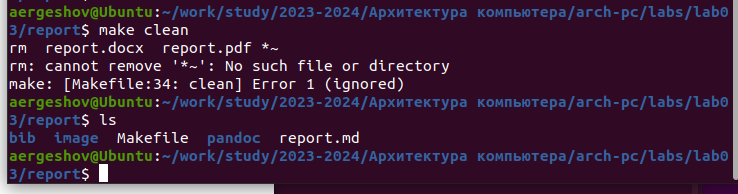 aergeshov@Ubuntu:~/work/study/2023-2024/Архитектура компьютера/arch-pc/labs/lab0
3/report$ make clean
rm  report.docx  report.pdf *~
rm: cannot remove '*~': No such file or directory
make: [Makefile:34: clean] Error 1 (ignored)
aergeshov@Ubuntu:~/work/study/2023-2024/Архитектура компьютера/arch-pc/labs/lab0
3/report$ ls
bib  image  Makefile  pandoc  report.md
aergeshov@Ubuntu:~/work/study/2023-2024/Архитектура компьютера/arch-pc/labs/lab0
3/report$